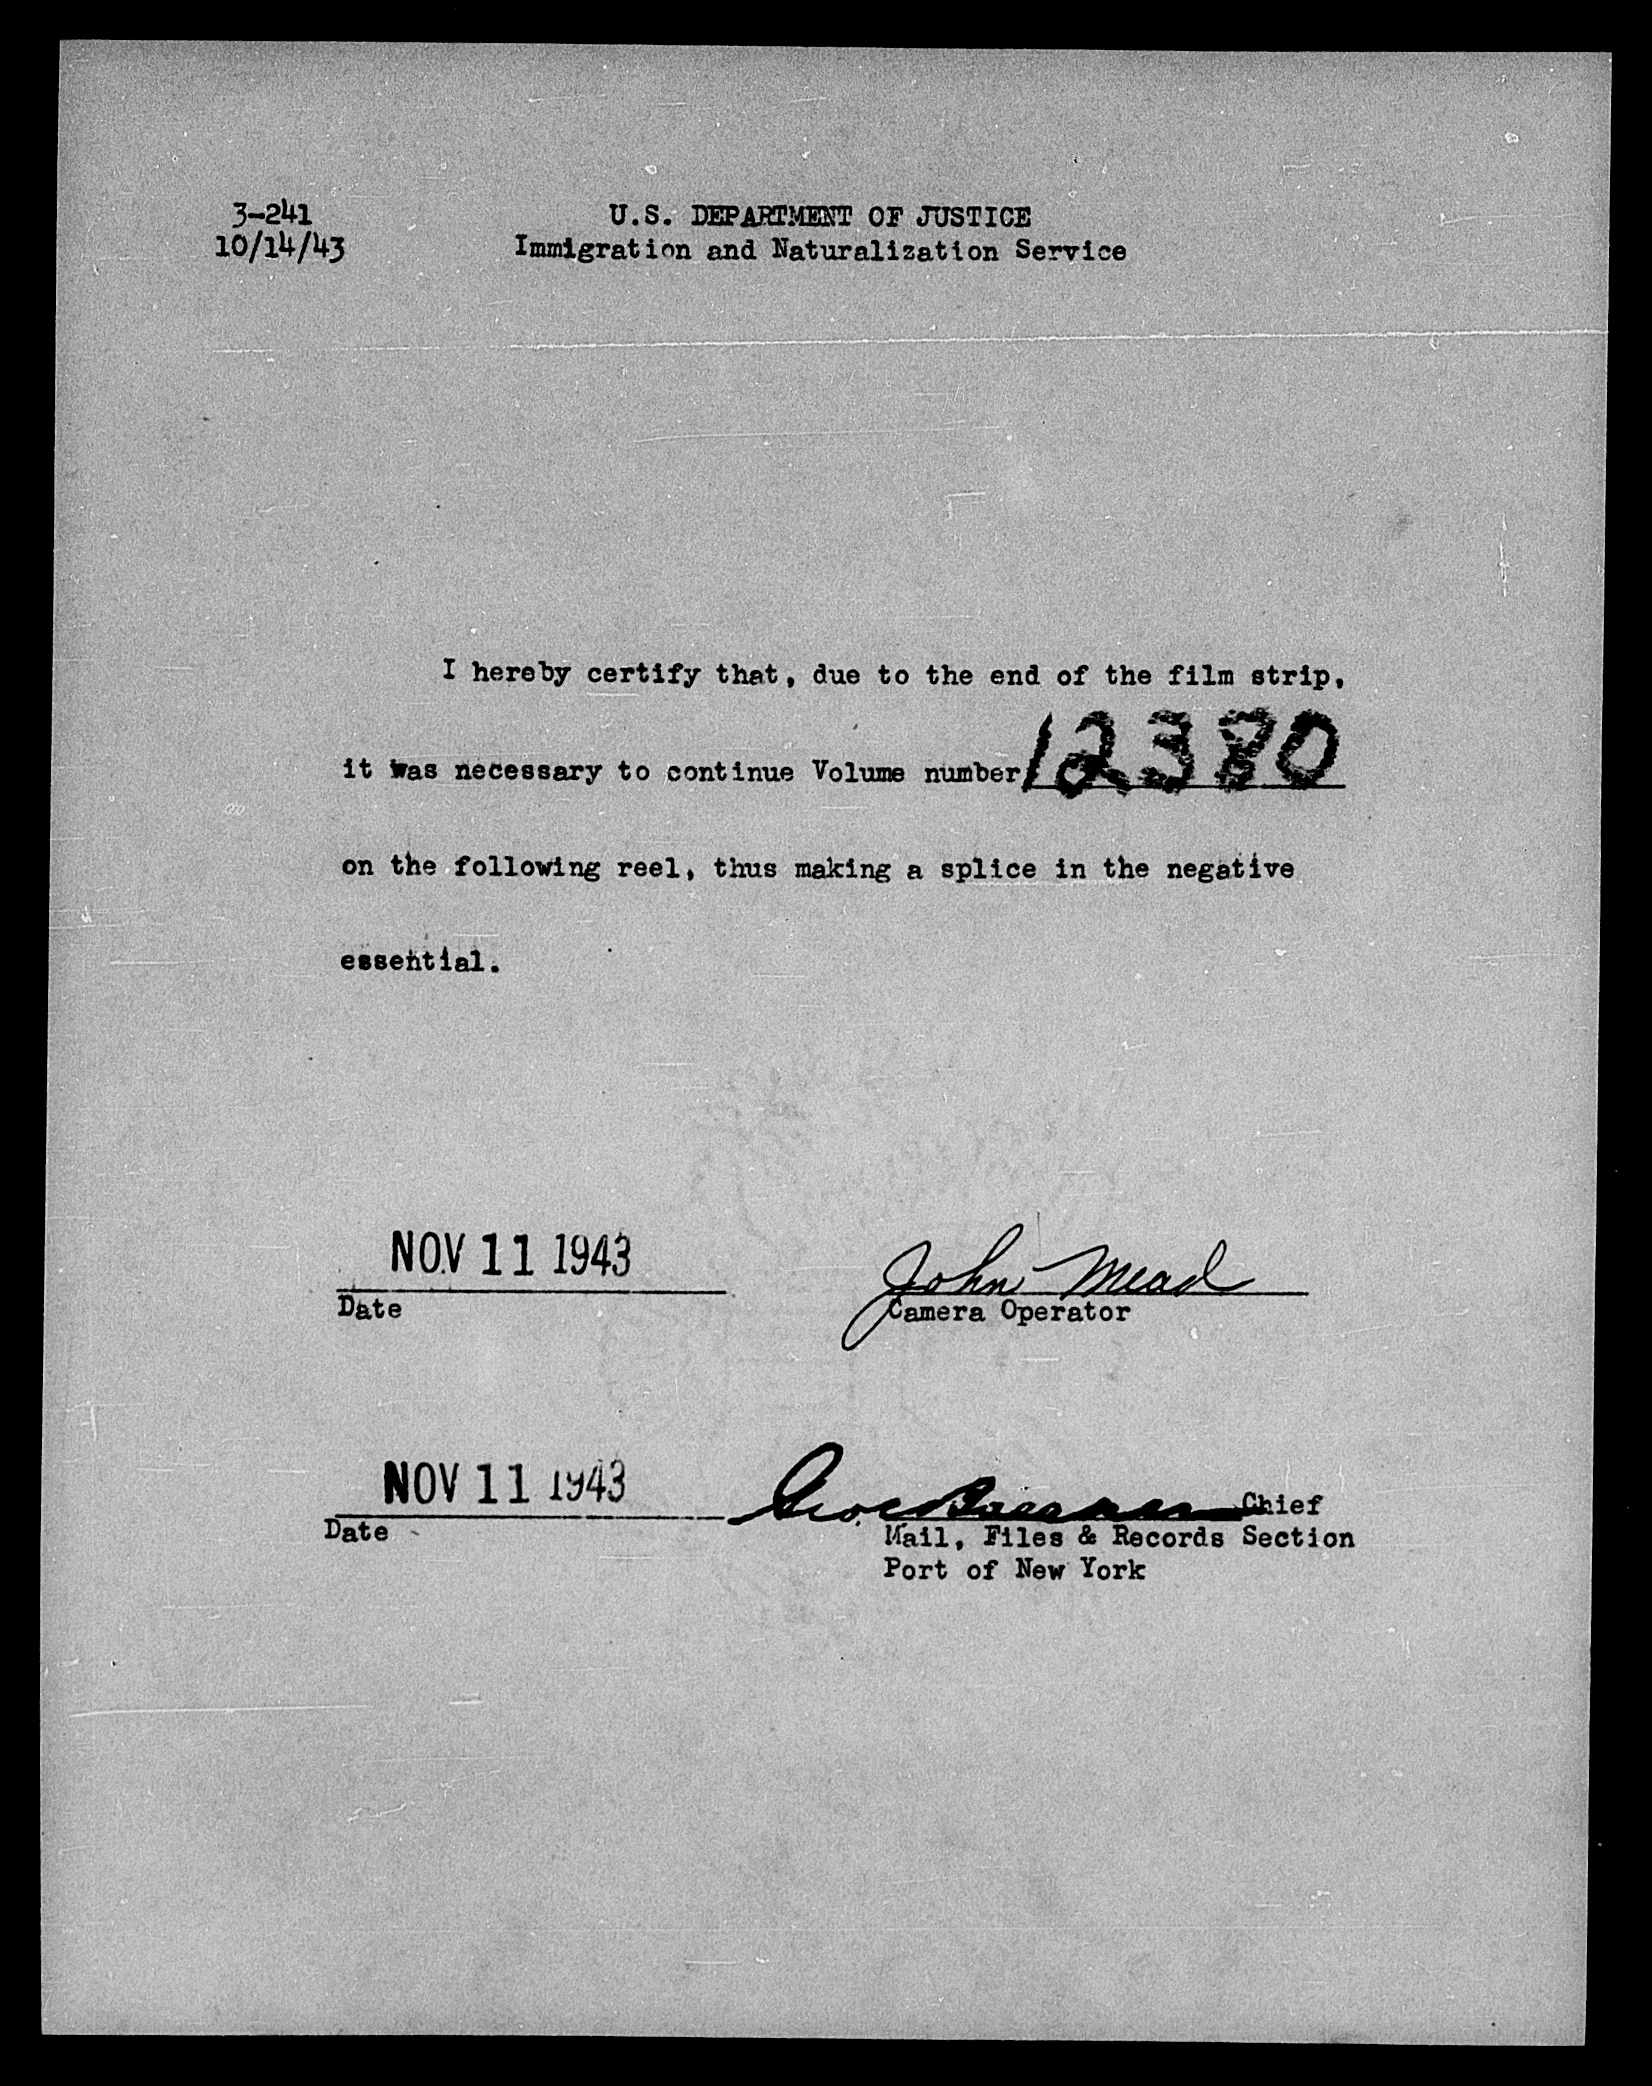 3-241
10/14/43
U.S. DEPARTMENT OF JUSTICE
Immigration and Naturalization Service
I hereby certify that, due to the end of the film strip,
it was necessary to continue Volume number 12380
on the following reel, thus making a splice in the negative
essential.
NOV 11 1943
Date
John Mead
Camera Operator
NOV 11 1943
Date
Chief
Mail, Files & Records Section
Port of New York